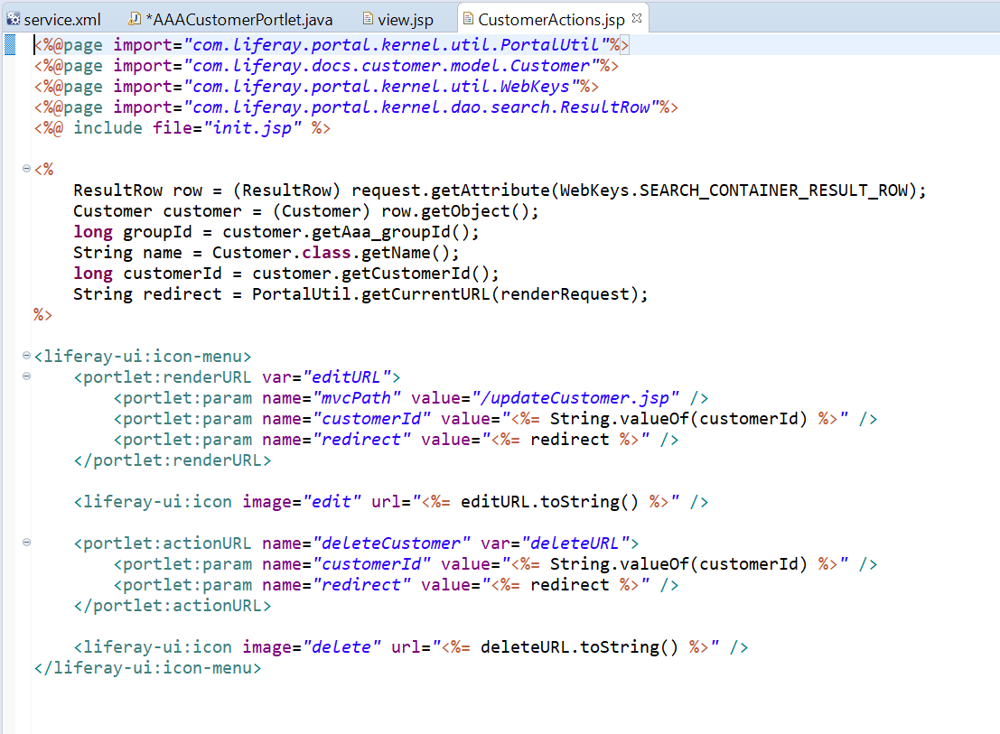 service.xml *AAACustomerPortlet.java view.jsp CustomerActions.jsp
<%@page import="com.liferay.portal.kernel.util.PortalUtil"%>
<%@page import="com.liferay.docs.customer.model.Customer"%>
<%@page import="com.liferay.portal.kernel.util.WebKeys"%>
<%@page import="com.liferay.portal.kernel.dao.search.ResultRow"%>
<%@ include file="init.jsp" %>
<%
    ResultRow row = (ResultRow) request.getAttribute(WebKeys.SEARCH_CONTAINER_RESULT_ROW);
    Customer customer = (Customer) row.getObject();
    long groupId = customer.getAaa_groupId();
    String name = Customer.class.getName();
    long customerId = customer.getCustomerId();
    String redirect = PortalUtil.getCurrentURL(renderRequest);
%>
<liferay-ui:icon-menu>
    <portlet:renderURL var="editURL">
        <portlet:param name="mvcPath" value="/updateCustomer.jsp" />
        <portlet:param name="customerId" value="<%= String.valueOf(customerId) %>" />
        <portlet:param name="redirect" value="<%= redirect %>" />
    </portlet:renderURL>
    <liferay-ui:icon image="edit" url="<%= editURL.toString() %>" />
    <portlet:actionURL name="deleteCustomer" var="deleteURL">
        <portlet:param name="customerId" value="<%= String.valueOf(customerId) %>" />
        <portlet:param name="redirect" value="<%= redirect %>" />
    </portlet:actionURL>
    <liferay-ui:icon image="delete" url="<%= deleteURL.toString() %>" />
</liferay-ui:icon-menu>